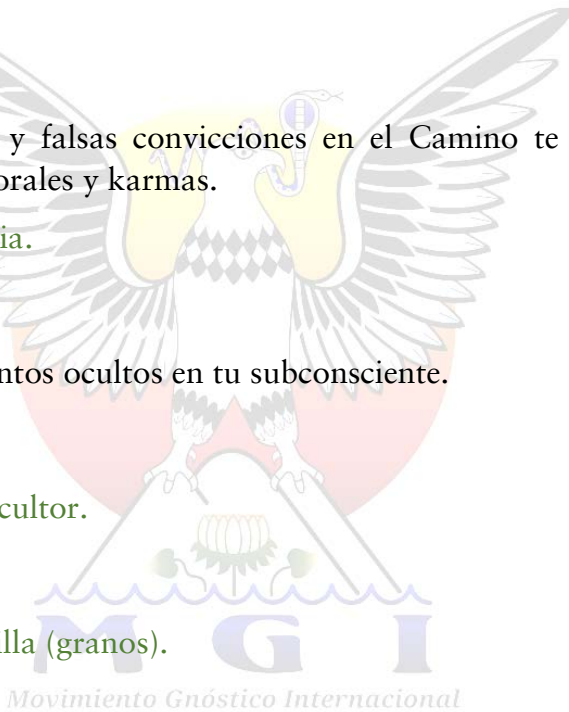 y falsas convicciones en el Camino te
orales y karmas.
ia.
ntos ocultos en tu subconsciente.
cultor.
lla (granos).
M G I
Movimiento Gnóstico Internacional